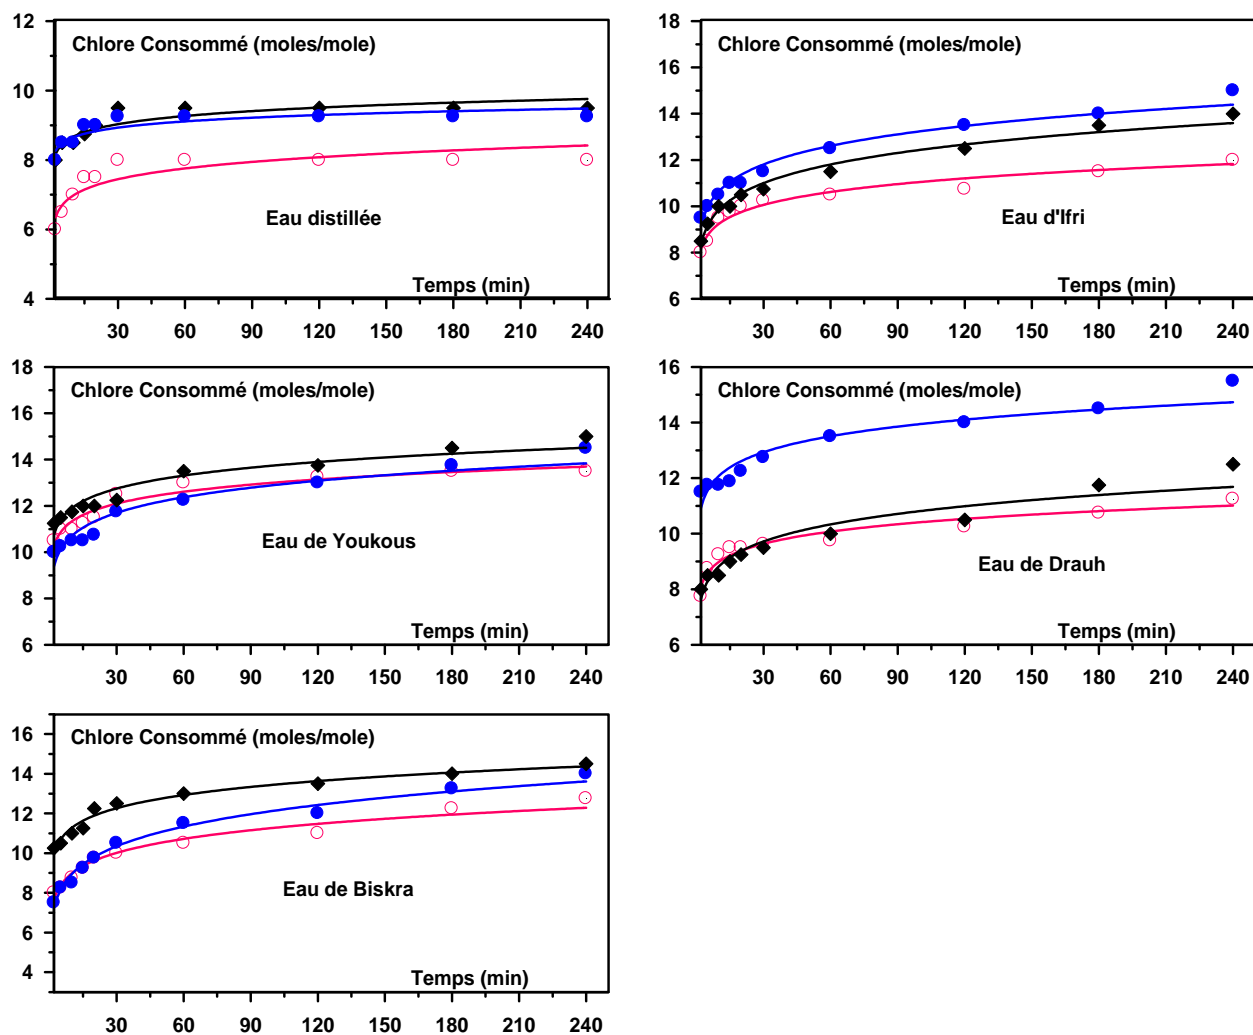 12
Chlore Consommé (moles/mole)
10
8
6
Eau distillée
Temps (min)
4
30 60 90 120 150 180 210 240
18
Chlore Consommé (moles/mole)
16
14
12
10
Eau d'Ifri
8
Temps (min)
6
30 60 90 120 150 180 210 240
18
Chlore Consommé (moles/mole)
16
14
12
10
Eau de Youkous
8
Temps (min)
6
30 60 90 120 150 180 210 240
16
Chlore Consommé (moles/mole)
14
12
10
Eau de Drauh
8
Temps (min)
6
30 60 90 120 150 180 210 240
16
Chlore Consommé (moles/mole)
14
12
10
8
Eau de Biskra
6
4
Temps (min)
30 60 90 120 150 180 210 240